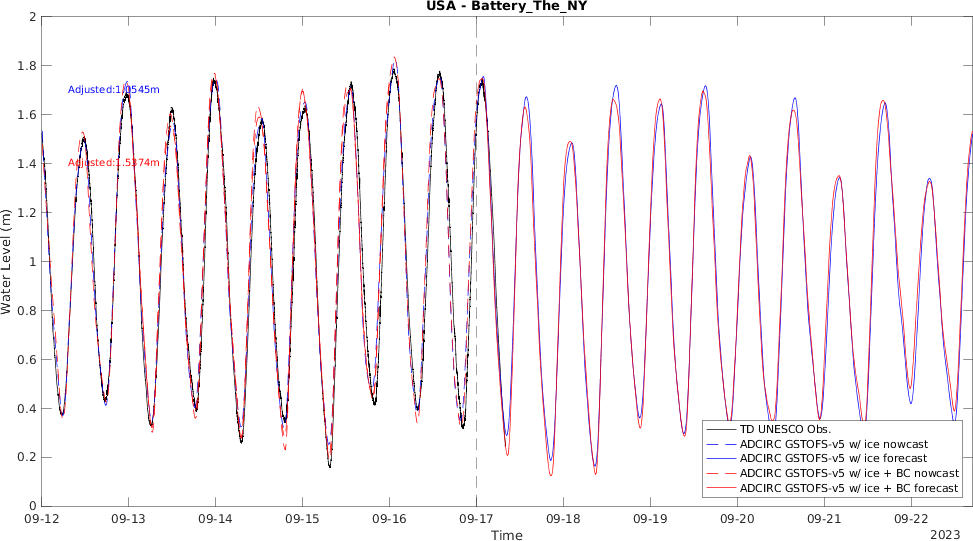 USA - Battery_The_NY
2
1.8
1.6
1.4
1.2
1
0.8
0.6
0.4
0.2
0
Water Level (m)
Adjusted:1.0545m
Adjusted:1.5374m
TD UNESCO Obs.
ADCIRC GSTOFS-v5 w/ ice nowcast
ADCIRC GSTOFS-v5 w/ ice forecast
ADCIRC GSTOFS-v5 w/ ice + BC nowcast
ADCIRC GSTOFS-v5 w/ ice + BC forecast
09-12 09-13 09-14 09-15 09-16 09-17 09-18 09-19 09-20 09-21 09-22
Time
2023